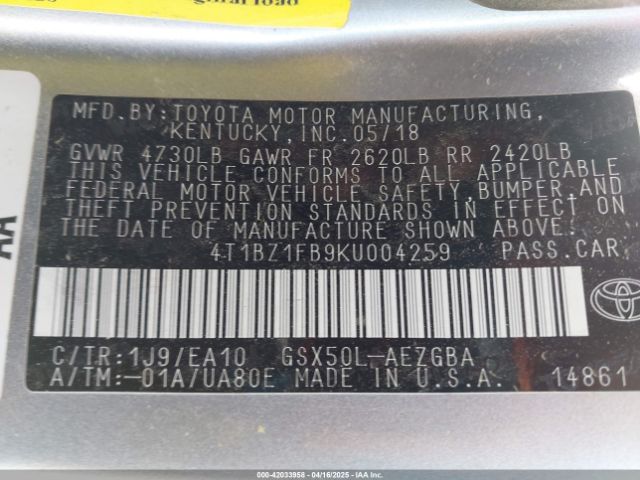 MFD.BY:TOYOTA MOTOR MANUFACTURING,
KENTUCKY,INC.05/18
GVWR 4730LB GAWR FR 2620LB RR 2420LB
THIS VEHICLE CONFORMS TO ALL APPLICABLE
FEDERAL MOTOR VEHICLE SAFETY,BUMPER,AND
THEFT PREVENTION STANDARDS IN EFFECT ON
THE DATE OF MANUFACTURE SHOWN ABOVE.
4T1BZ1FB9KU004259 PASS.CAR
C/TR:1J9/EA10 GSX50L-AEZGBA
A/TM:-01A/UA80E MADE IN U.S.A. 14861
AA
000-42033958 - 04/16/2025 - IAAI.COM